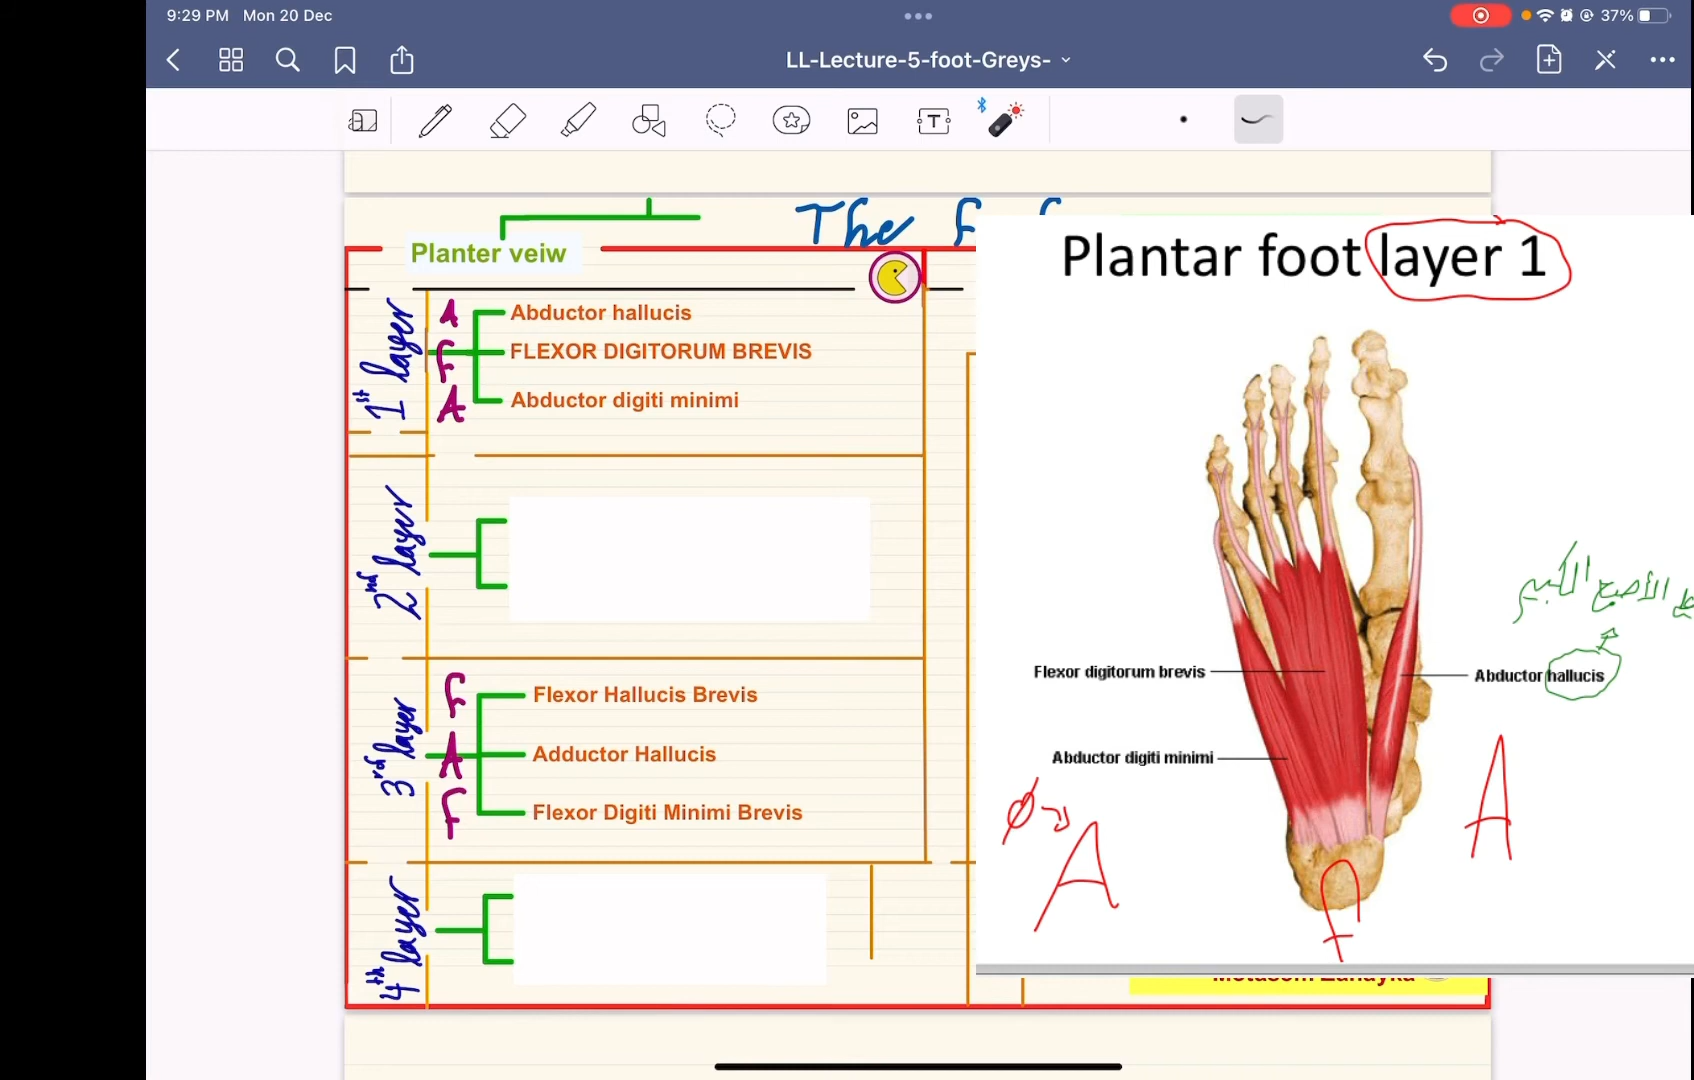 9:29 PM Mon 20 Dec
37%
LL-Lecture-5-foot-Greys-
T
The
Planter veiw
1st layer
A Abductor hallucis
F FLEXOR DIGITORUM BREVIS
A Abductor digiti minimi
2nd layer
3rd layer
F Flexor Hallucis Brevis
A Adductor Hallucis
F Flexor Digiti Minimi Brevis
4th layer
Plantar foot layer 1
الأصبع الكبير
Flexor digitorum brevis
Abductor hallucis
Abductor digiti minimi
A
A
F